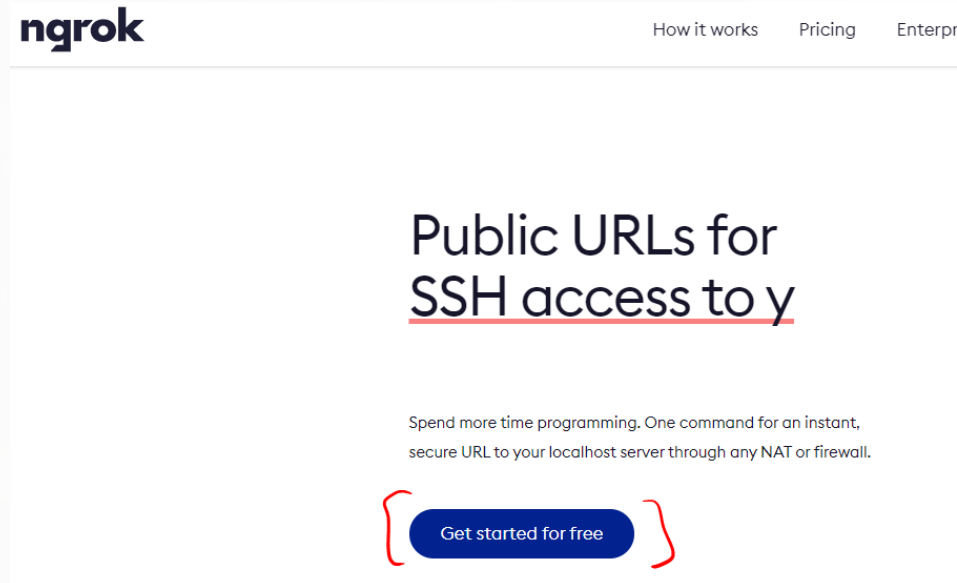 ngrok
How it works Pricing Enterpr
Public URLs for
SSH access to y
Spend more time programming. One command for an instant,
secure URL to your localhost server through any NAT or firewall.
Get started for free